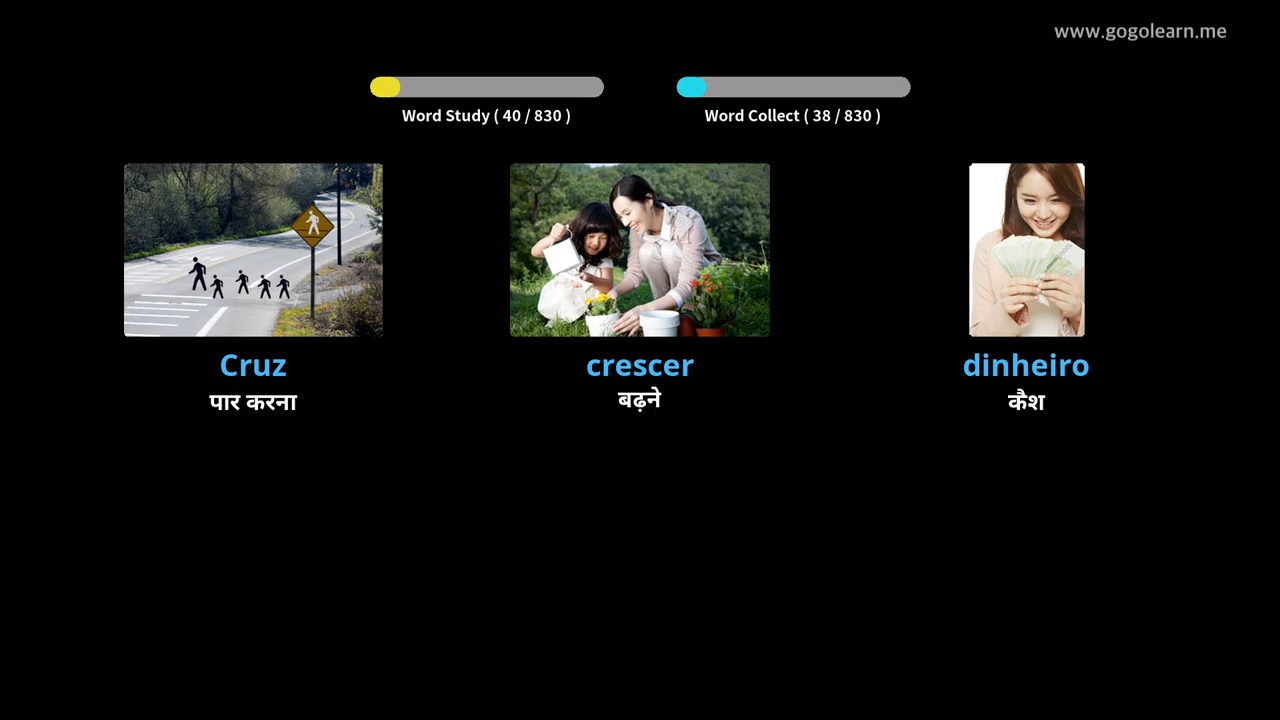 www.gogolearn.me
Word Study ( 40 / 830 )
Word Collect ( 38 / 830 )
Cruz
पार करना
crescer
बढ़ने
dinheiro
कैश